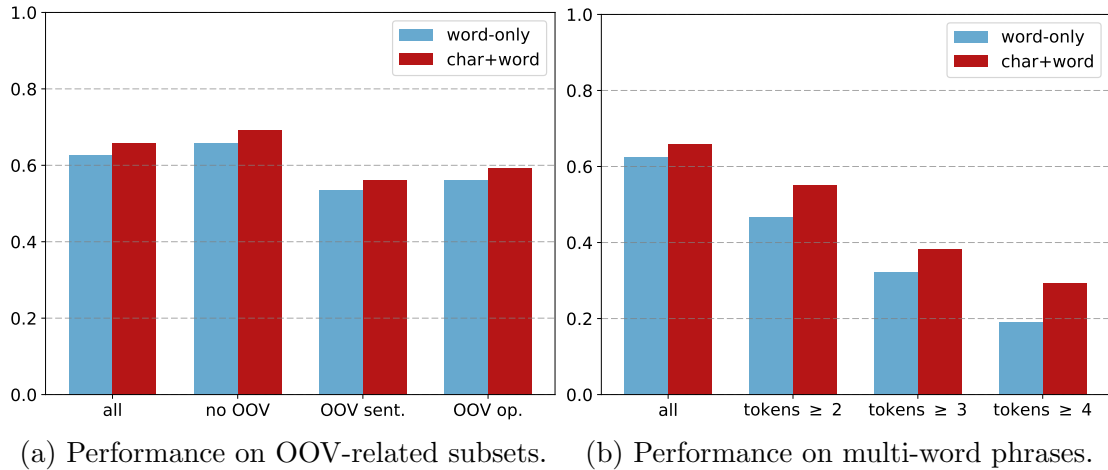 1.0
0.8
0.6
0.4
0.2
0.0
word-only
char+word
all no OOV OOV sent. OOV op.
(a) Performance on OOV-related subsets.
1.0
0.8
0.6
0.4
0.2
0.0
word-only
char+word
all tokens ≥ 2 tokens ≥ 3 tokens ≥ 4
(b) Performance on multi-word phrases.